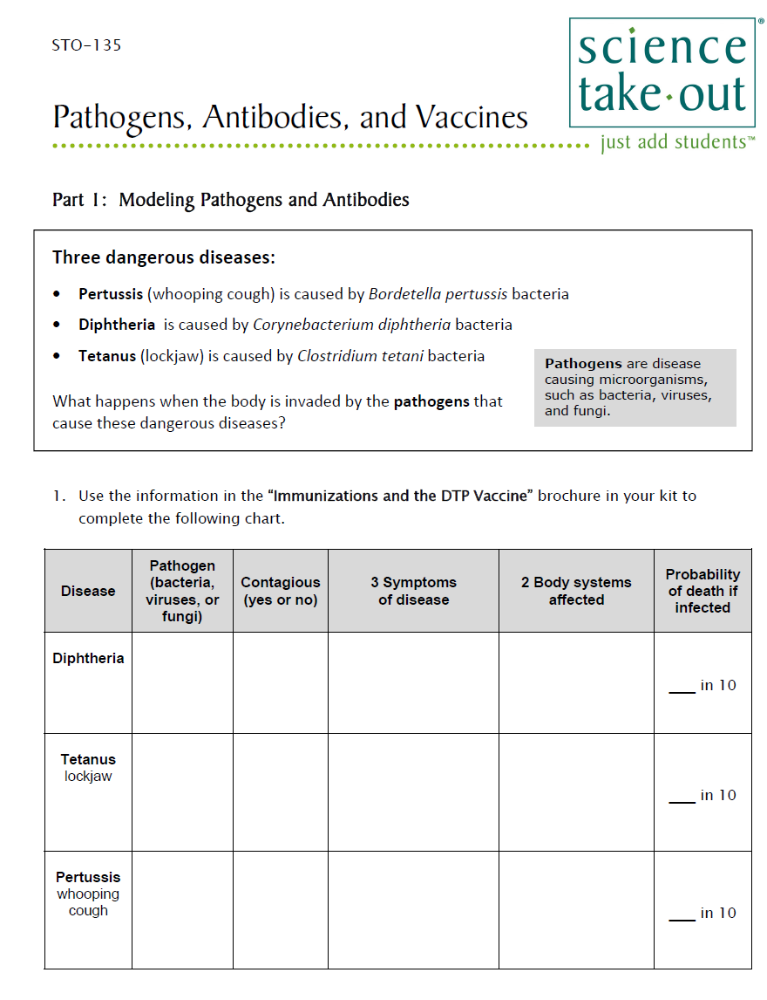 STO-135
science
take·out
®
Pathogens, Antibodies, and Vaccines
just add students™
Part 1: Modeling Pathogens and Antibodies
Three dangerous diseases:
• Pertussis (whooping cough) is caused by Bordetella pertussis bacteria
• Diphtheria is caused by Corynebacterium diphtheria bacteria
• Tetanus (lockjaw) is caused by Clostridium tetani bacteria
What happens when the body is invaded by the pathogens that
cause these dangerous diseases?
Pathogens are disease
causing microorganisms,
such as bacteria, viruses,
and fungi.
1. Use the information in the “Immunizations and the DTP Vaccine” brochure in your kit to
complete the following chart.
Disease
Pathogen
(bacteria,
viruses, or
fungi)
Contagious
(yes or no)
3 Symptoms
of disease
2 Body systems
affected
Probability
of death if
infected
Diphtheria
___ in 10
Tetanus
lockjaw
___ in 10
Pertussis
whooping
cough
___ in 10